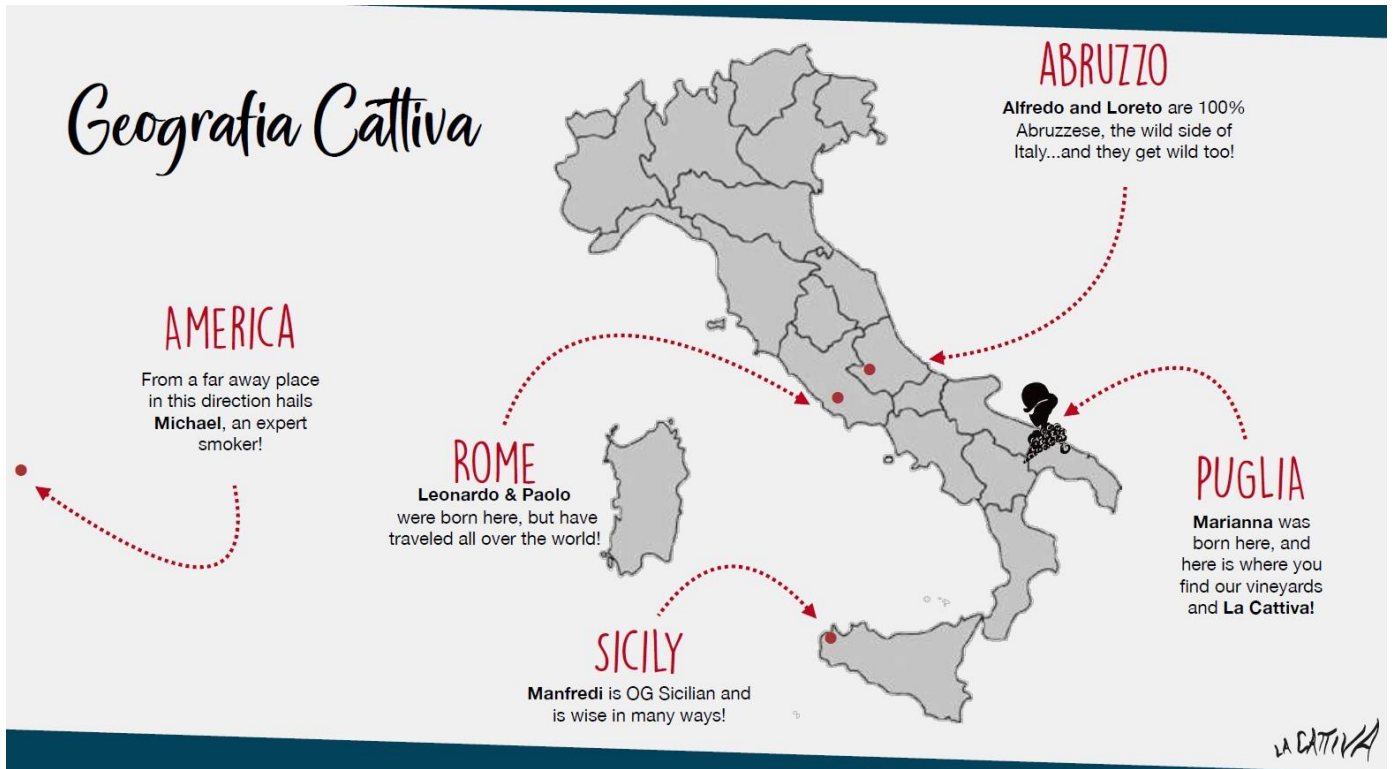 Geografia Cattiva
ABRUZZO
Alfredo and Loreto are 100%
Abruzzese, the wild side of
Italy...and they get wild too!
AMERICA
From a far away place
in this direction hails
Michael, an expert
smoker!
ROME
Leonardo & Paolo
were born here, but have
traveled all over the world!
PUGLIA
Marianna was
born here, and
here is where you
find our vineyards
and La Cattiva!
SICILY
Manfredi is OG Sicilian and
is wise in many ways!
LA CATTIVA